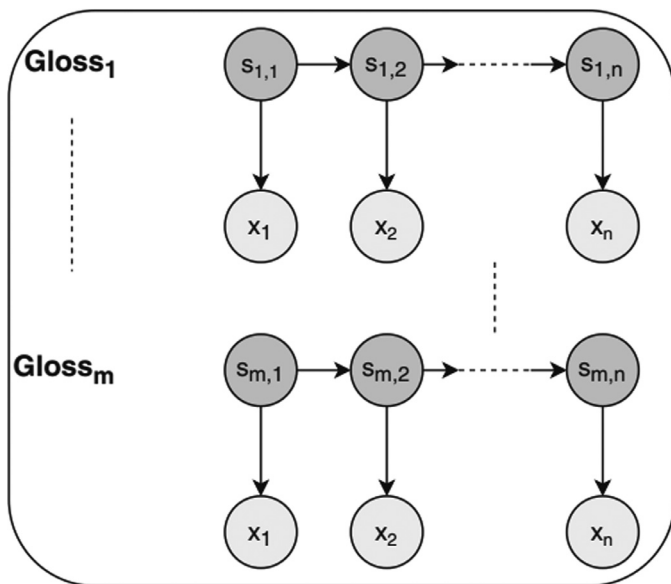 Gloss₁ s₁,₁ s₁,₂ s₁,ₙ
x₁ x₂ xₙ
Glossₘ sₘ,₁ sₘ,₂ sₘ,ₙ
x₁ x₂ xₙ